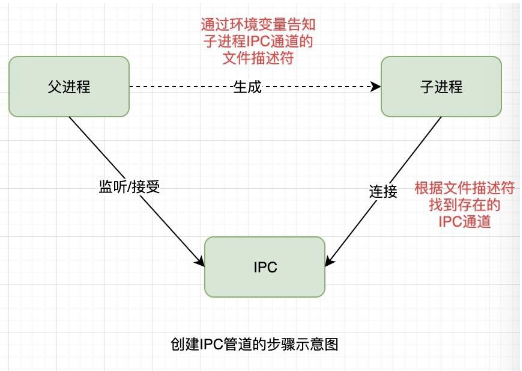 通过环境变量告知
子进程IPC通道的
文件描述符
父进程
生成
子进程
监听/接受
连接
根据文件描述符
找到存在的
IPC通道
IPC
创建IPC管道的步骤示意图